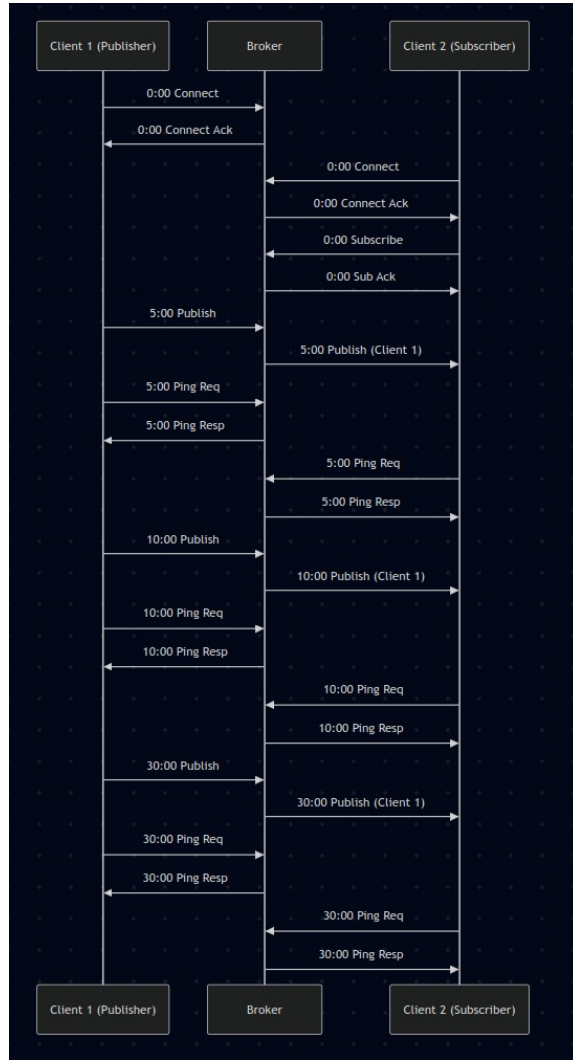 Client 1 (Publisher)
Broker
Client 2 (Subscriber)
0:00 Connect
0:00 Connect Ack
0:00 Connect
0:00 Connect Ack
0:00 Subscribe
0:00 Sub Ack
5:00 Publish
5:00 Publish (Client 1)
5:00 Ping Req
5:00 Ping Resp
5:00 Ping Req
5:00 Ping Resp
10:00 Publish
10:00 Publish (Client 1)
10:00 Ping Req
10:00 Ping Resp
10:00 Ping Req
10:00 Ping Resp
30:00 Publish
30:00 Publish (Client 1)
30:00 Ping Req
30:00 Ping Resp
30:00 Ping Req
30:00 Ping Resp
Client 1 (Publisher)
Broker
Client 2 (Subscriber)